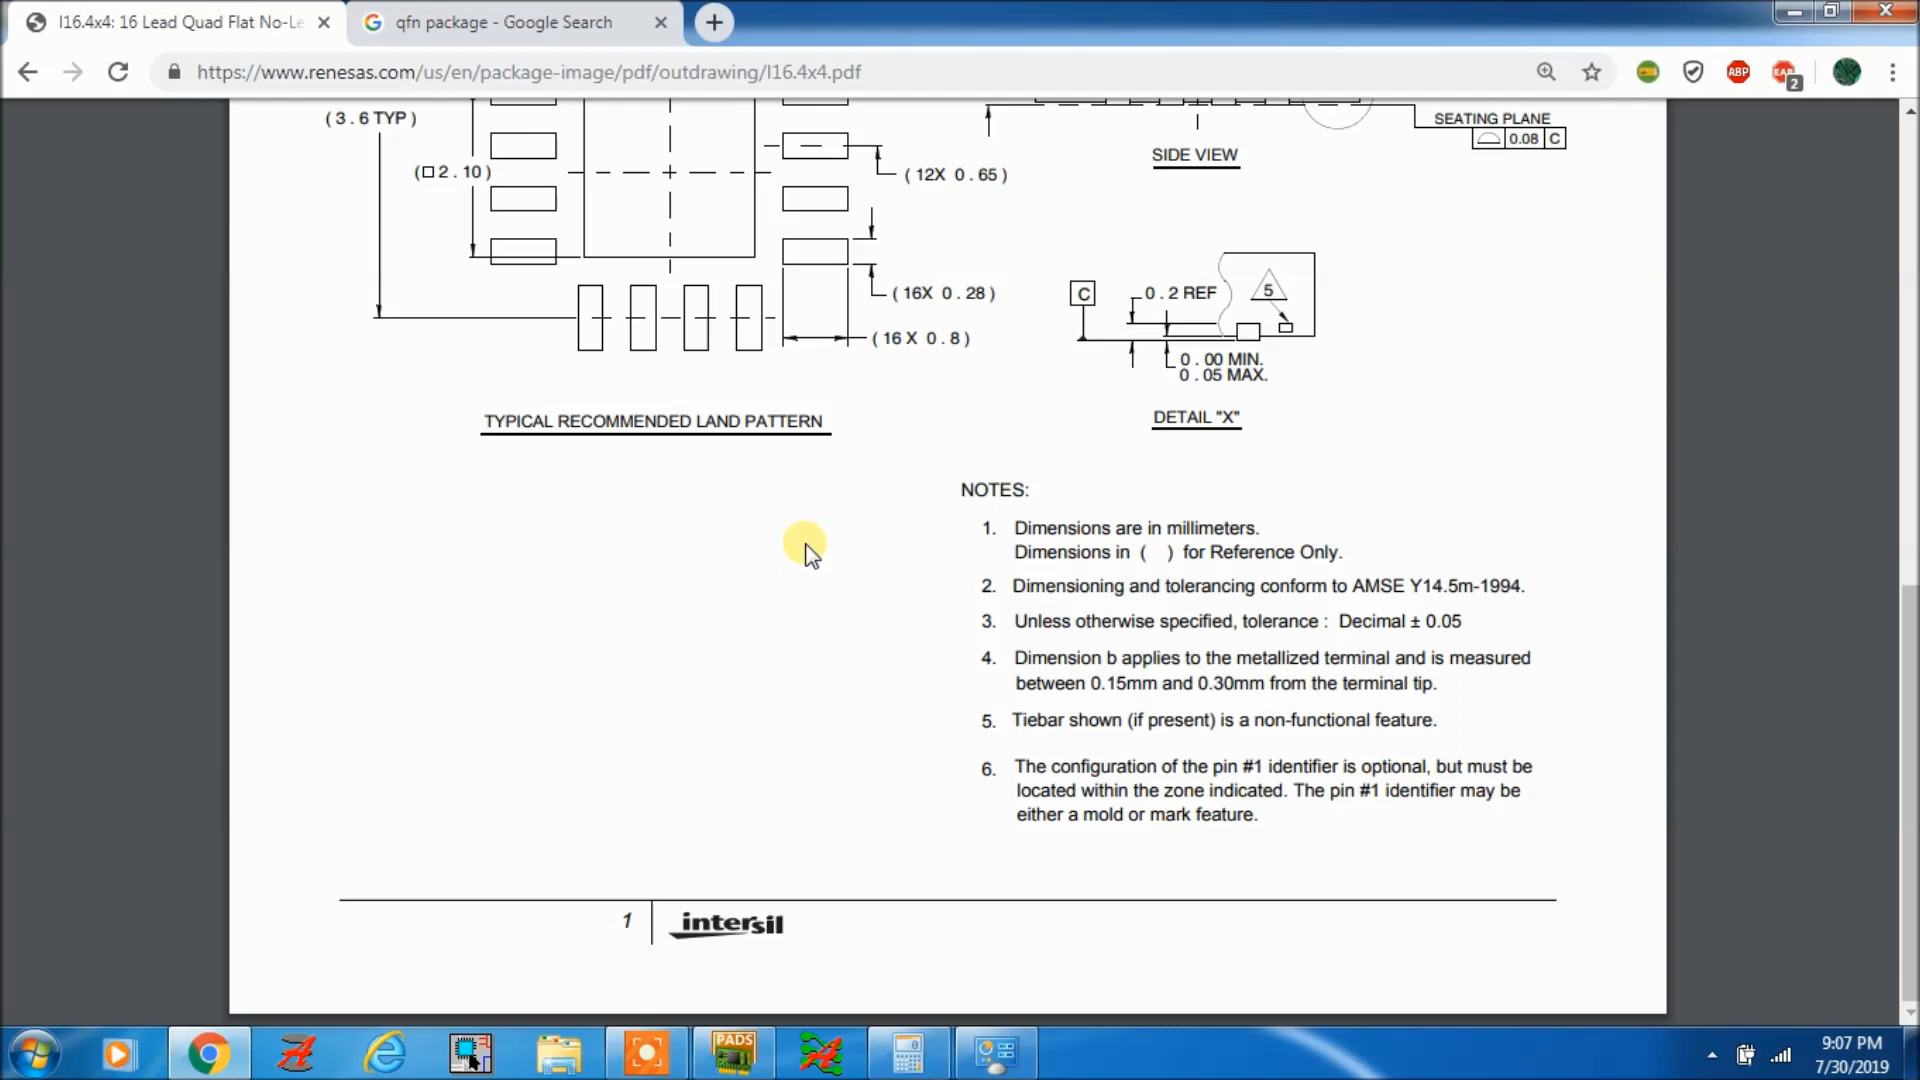 l16.4x4: 16 Lead Quad Flat No-Le
qfn package - Google Search
https://www.renesas.com/us/en/package-image/pdf/outdrawing/l16.4x4.pdf
ABP
2
( 3 . 6 TYP )
SEATING PLANE
0.08 C
SIDE VIEW
( 2 . 10 )
( 12X 0 . 65 )
( 16X 0 . 28 )
C
0 . 2 REF
5
( 16 X 0 . 8 )
0 . 00 MIN.
0 . 05 MAX.
TYPICAL RECOMMENDED LAND PATTERN
DETAIL "X"
NOTES:
1. Dimensions are in millimeters.
Dimensions in ( ) for Reference Only.
2. Dimensioning and tolerancing conform to AMSE Y14.5m-1994.
3. Unless otherwise specified, tolerance : Decimal ± 0.05
4. Dimension b applies to the metallized terminal and is measured
between 0.15mm and 0.30mm from the terminal tip.
5. Tiebar shown (if present) is a non-functional feature.
6. The configuration of the pin #1 identifier is optional, but must be
located within the zone indicated. The pin #1 identifier may be
either a mold or mark feature.
1
intersil
PADS
9:07 PM
7/30/2019